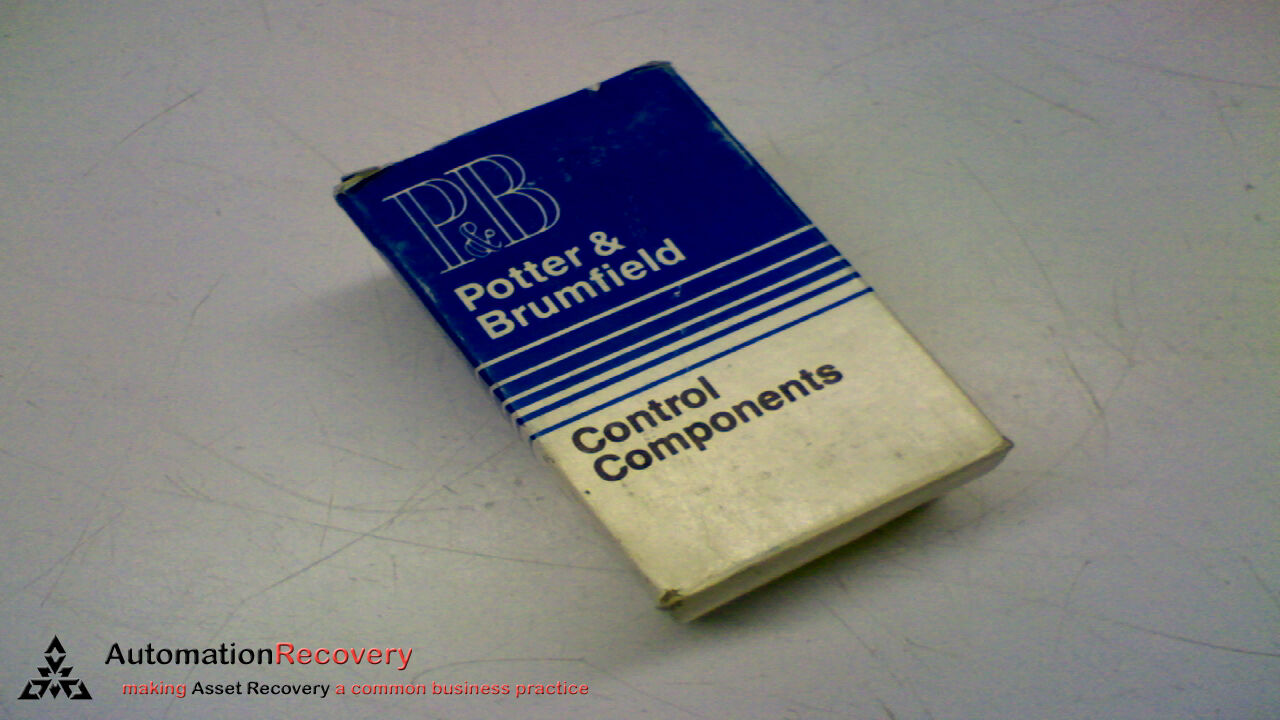 P&B
Potter &
Brumfield
Control
Components
AutomationRecovery
making Asset Recovery a common business practice